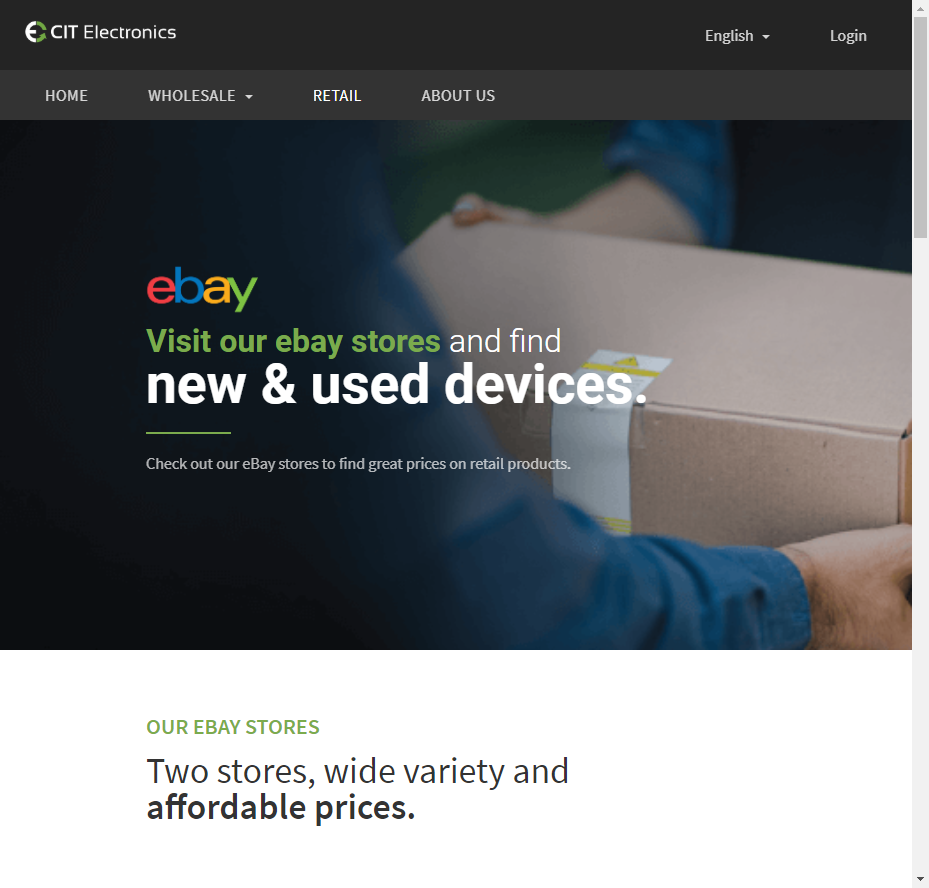 CIT Electronics
English
Login
HOME
WHOLESALE
RETAIL
ABOUT US
ebay
Visit our ebay stores and find
new & used devices.
Check out our eBay stores to find great prices on retail products.
OUR EBAY STORES
Two stores, wide variety and
affordable prices.